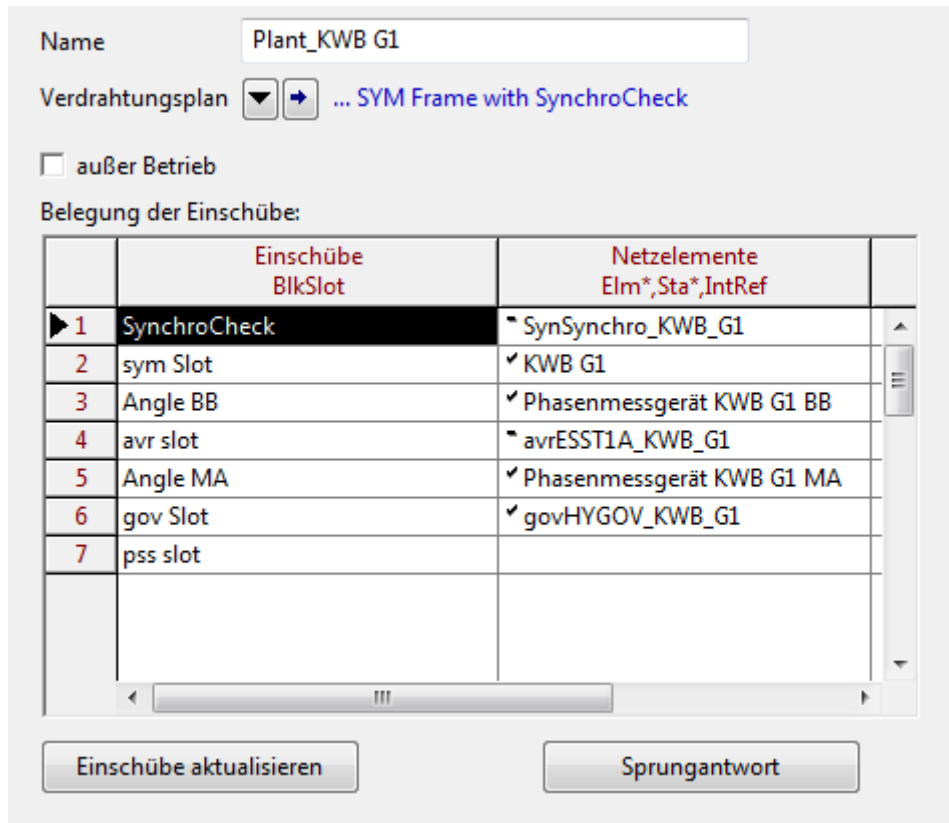 Name Plant_KWB G1
Verdrahtungsplan ... SYM Frame with SynchroCheck
außer Betrieb
Belegung der Einschübe:
Einschübe Netzelemente
BlkSlot Elm*,Sta*,IntRef
1 SynchroCheck SynSynchro_KWB_G1
2 sym Slot KWB G1
3 Angle BB Phasenmessgerät KWB G1 BB
4 avr slot avrESST1A_KWB_G1
5 Angle MA Phasenmessgerät KWB G1 MA
6 gov Slot govHYGOV_KWB_G1
7 pss slot
Einschübe aktualisieren Sprungantwort